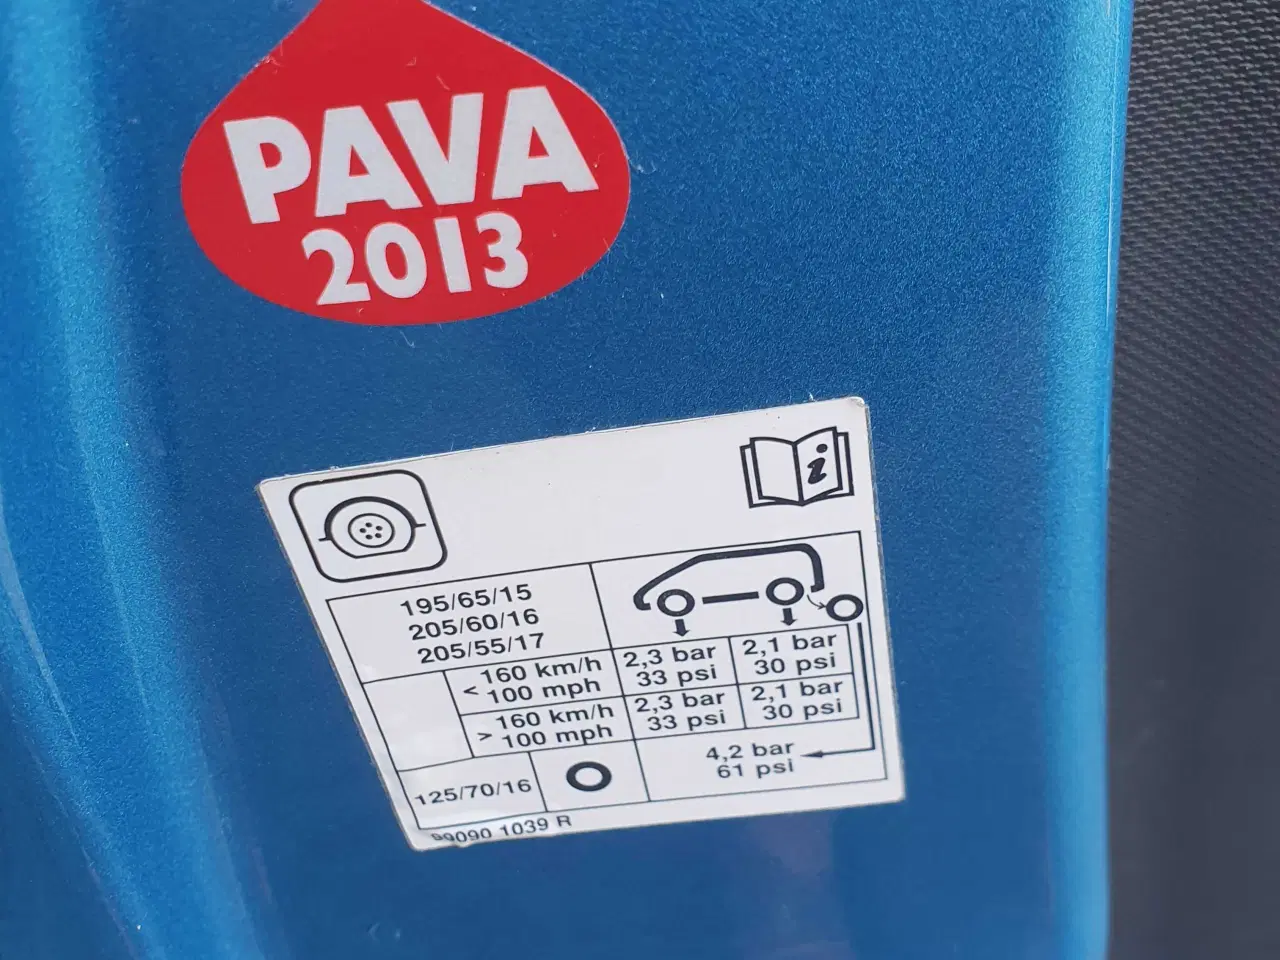 PAVA
2013
i
195/65/15
205/60/16
205/55/17
< 160 km/h
100 mph
2,3 bar
33 psi
2,1 bar
30 psi
> 160 km/h
100 mph
2,3 bar
33 psi
2,1 bar
30 psi
125/70/16
4,2 bar
61 psi
1039 R